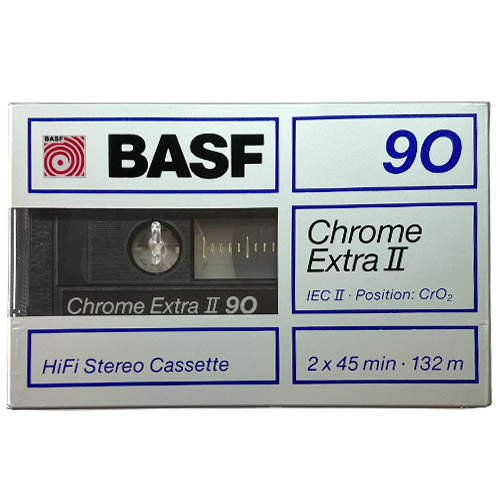 BASF
BASF
90
Chrome
Extra II
IEC II · Position: CrO₂
Chrome Extra II 90
HiFi Stereo Cassette
2 x 45 min · 132 m